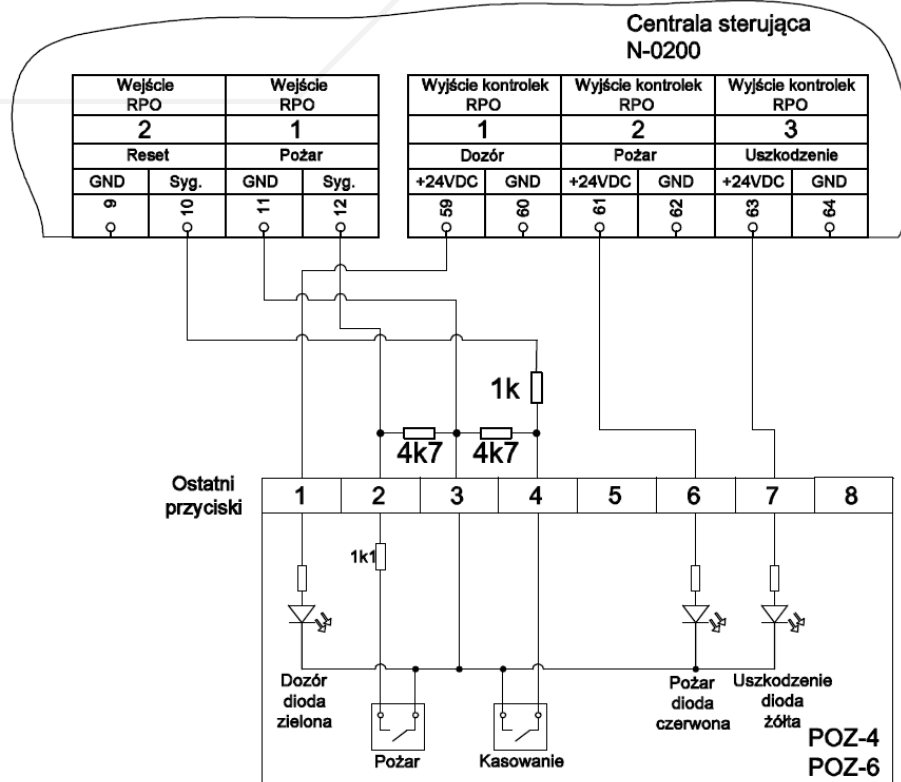 Centrala sterująca
N-0200
Wejście Wejście Wyjście kontrolek Wyjście kontrolek Wyjście kontrolek
RPO RPO RPO RPO RPO
2 1 1 2 3
Reset Pożar Dozór Pożar Uszkodzenie
GND Syg. GND Syg. +24VDC GND +24VDC GND +24VDC GND
9 10 11 12 59 60 61 62 63 64
1k
4k7 4k7
Ostatni
przyciski
1 2 3 4 5 6 7 8
1k1
Dozór
dioda
zielona
Pożar
Kasowanie
Pożar
dioda
czerwona
Uszkodzenie
dioda
żółta
POZ-4
POZ-6